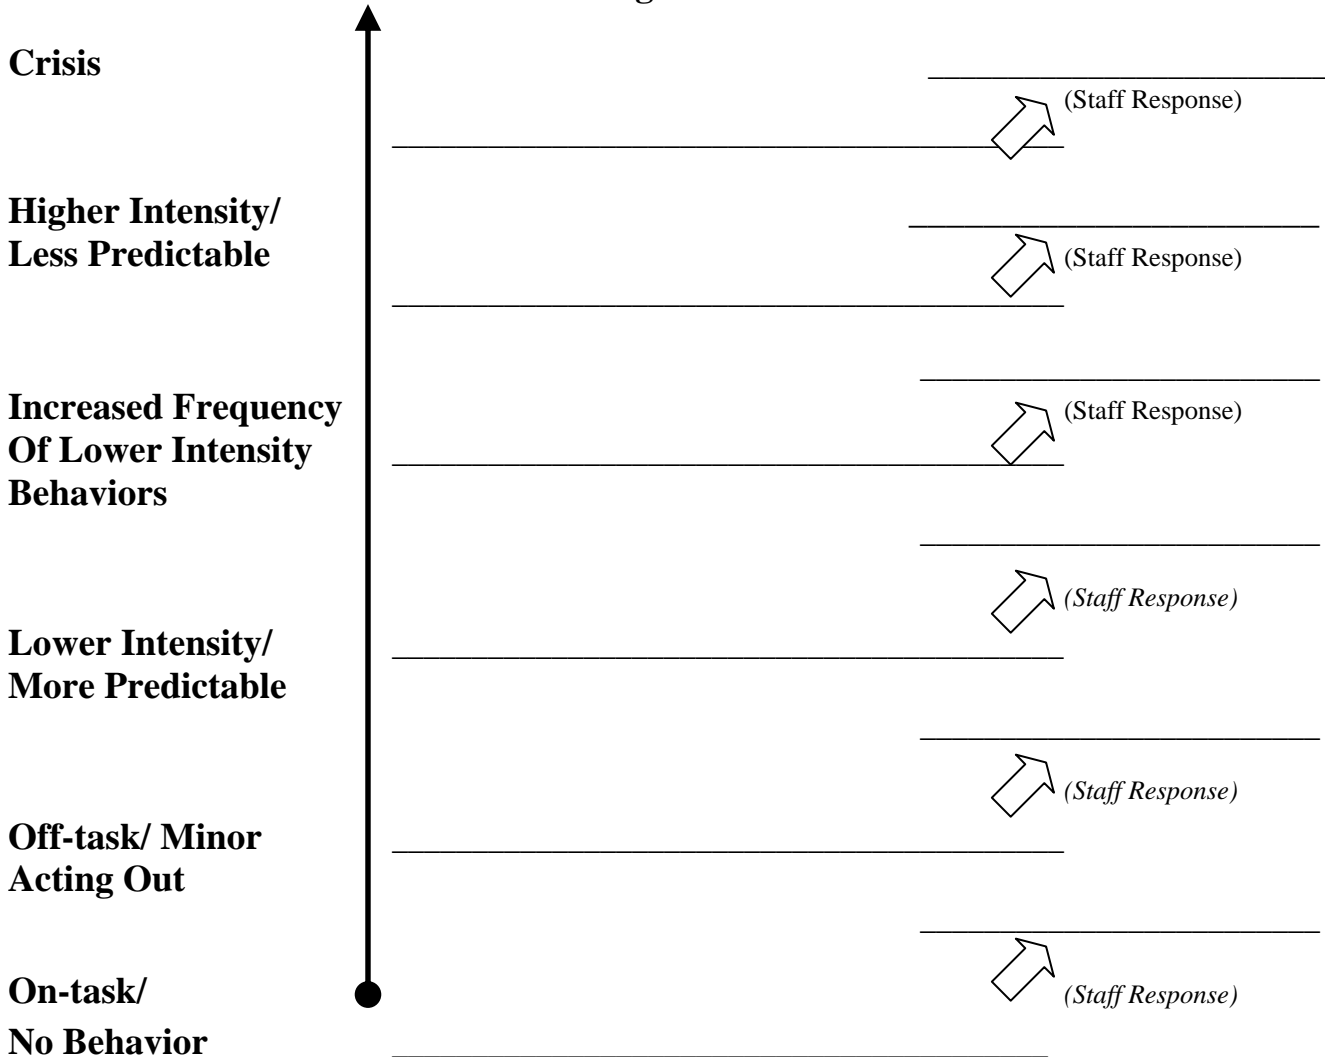 Crisis
(Staff Response)
Higher Intensity/
Less Predictable
(Staff Response)
Increased Frequency
Of Lower Intensity
Behaviors
(Staff Response)
(Staff Response)
Lower Intensity/
More Predictable
(Staff Response)
Off-task/ Minor
Acting Out
On-task/
(Staff Response)
No Behavior